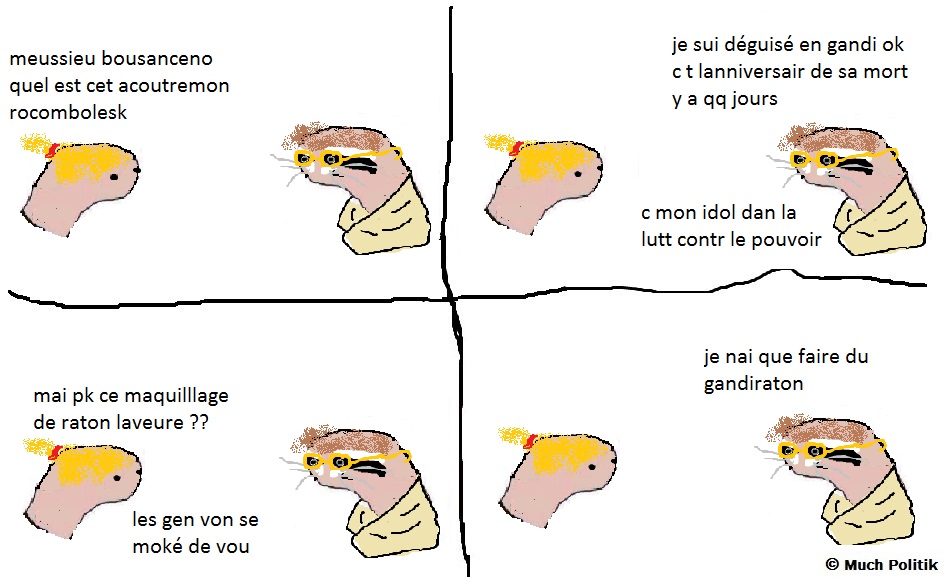 meussieu bousanceno
quel est cet acoutremon
rocombolesk
je sui déguisé en gandi ok
c t lanniversair de sa mort
y a qq jours
c mon idol dan la
lutt contr le pouvoir
mai pk ce maquilllage
de raton laveure ??
les gen von se
moké de vou
je nai que faire du
gandiraton
© Much Politik